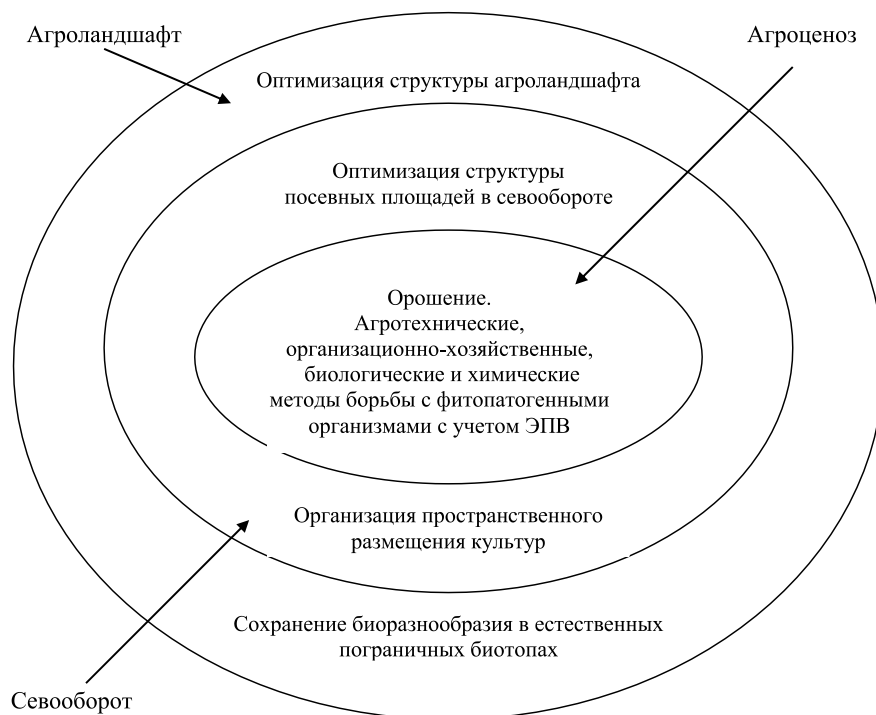 Агроландшафт
Агроценоз
Оптимизация структуры агроландшафта
Оптимизация структуры
посевных площадей в севообороте
Орошение.
Агротехнические,
организационно-хозяйственные,
биологические и химические
методы борьбы с фитопатогенными
организмами с учетом ЭПВ
Организация пространственного
размещения культур
Сохранение биоразнообразия в естественных
пограничных биотопах
Севооборот